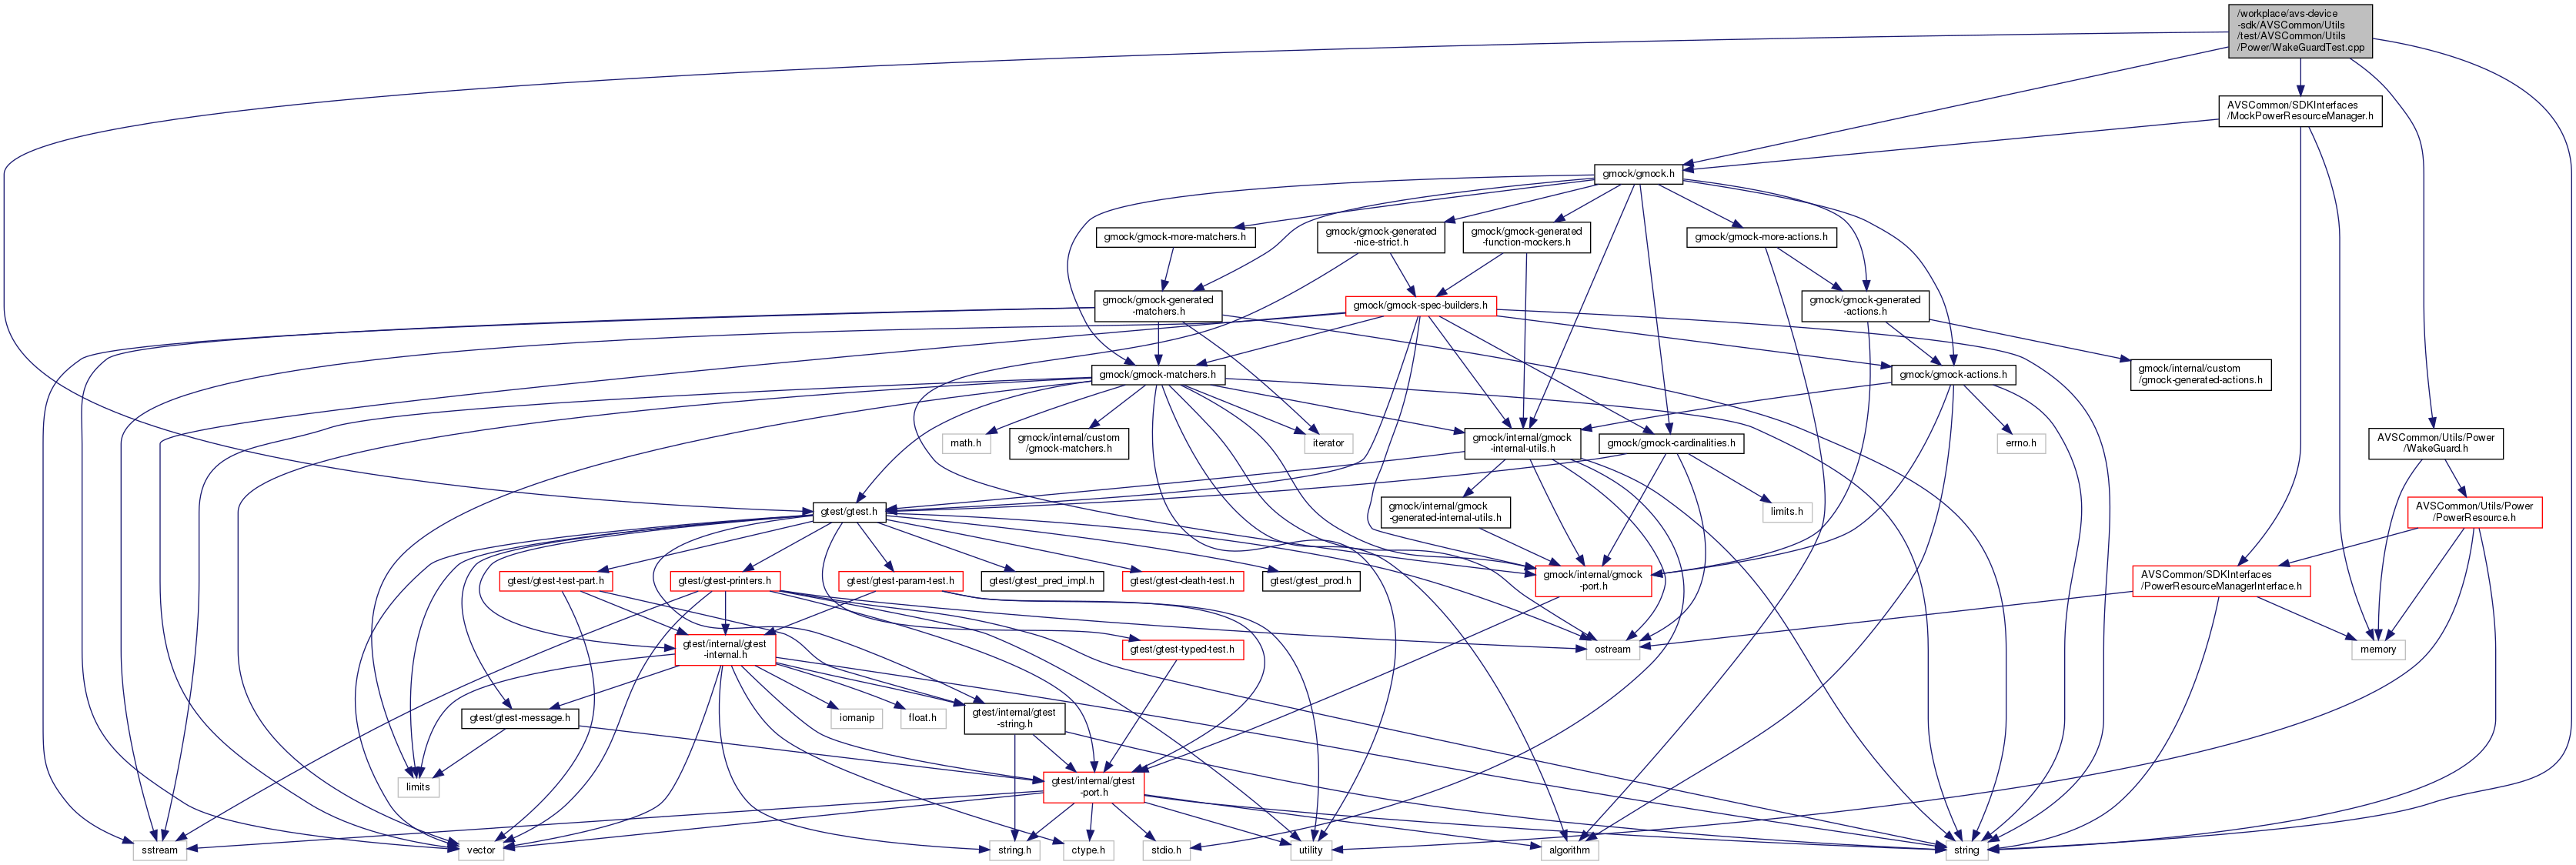 /workplace/avs-device
-sdk/AVSCommon/Utils
/test/AVSCommon/Utils
/Power/WakeGuardTest.cpp
AVSCommon/SDKInterfaces
/MockPowerResourceManager.h
gmock/gmock.h
gmock/gmock-more-matchers.h
gmock/gmock-generated
-nice-strict.h
gmock/gmock-generated
-function-mockers.h
gmock/gmock-more-actions.h
gmock/gmock-generated
-matchers.h
gmock/gmock-spec-builders.h
gmock/gmock-generated
-actions.h
gmock/gmock-matchers.h
gmock/gmock-actions.h
gmock/internal/custom
/gmock-generated-actions.h
math.h
gmock/internal/custom
/gmock-matchers.h
iterator
gmock/internal/gmock
-internal-utils.h
gmock/gmock-cardinalities.h
errno.h
AVSCommon/Utils/Power
/WakeGuard.h
gtest/gtest.h
gmock/internal/gmock
-generated-internal-utils.h
limits.h
AVSCommon/Utils/Power
/PowerResource.h
gtest/gtest-test-part.h
gtest/gtest-printers.h
gtest/gtest-param-test.h
gtest/gtest_pred_impl.h
gtest/gtest-death-test.h
gtest/gtest_prod.h
gmock/internal/gmock
-port.h
AVSCommon/SDKInterfaces
/PowerResourceManagerInterface.h
gtest/internal/gtest
-internal.h
gtest/gtest-typed-test.h
ostream
memory
gtest/gtest-message.h
iomanip
float.h
gtest/internal/gtest
-string.h
limits
gtest/internal/gtest
-port.h
sstream
vector
string.h
ctype.h
stdio.h
utility
algorithm
string